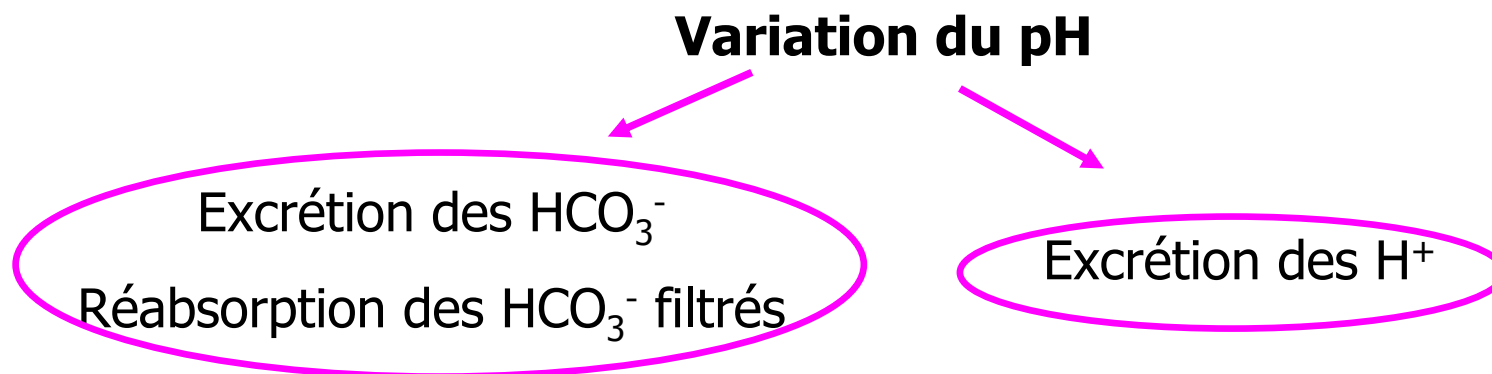 Variation du pH
Excrétion des HCO₃⁻
Réabsorption des HCO₃⁻ filtrés
Excrétion des H⁺